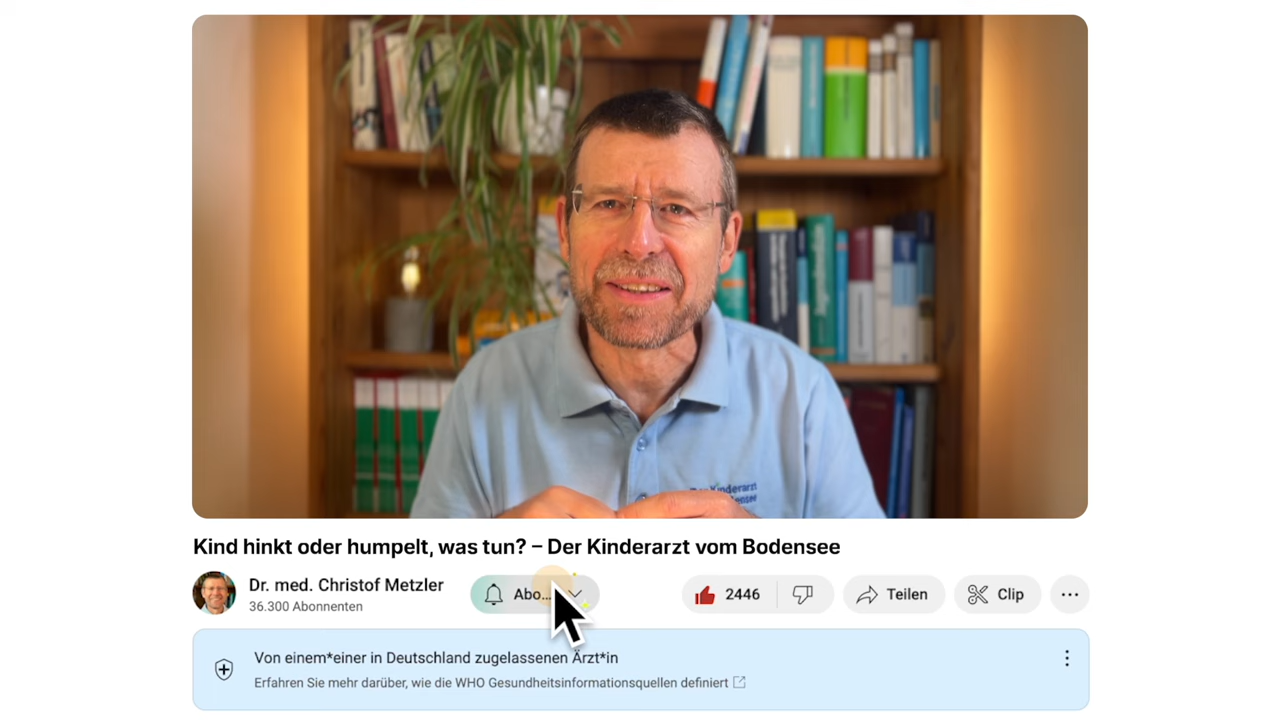 Kinderarzt
Kind hinkt oder humpelt, was tun? – Der Kinderarzt vom Bodensee
Dr. med. Christof Metzler
36.300 Abonnenten
Abo...
2446
Teilen
Clip
Von einem*einer in Deutschland zugelassenen Ärzt*in
Erfahren Sie mehr darüber, wie die WHO Gesundheitsinformationsquellen definiert